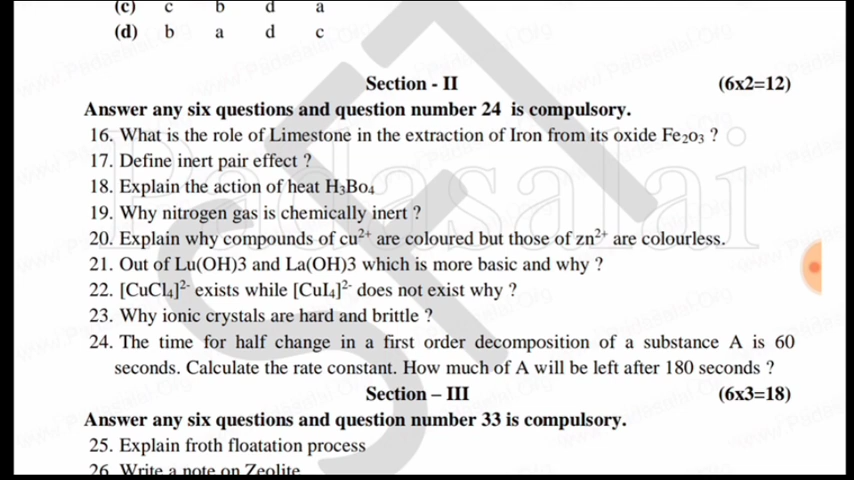 (c) c b d a
(d) b a d c
Section - II (6x2=12)
Answer any six questions and question number 24 is compulsory.
16. What is the role of Limestone in the extraction of Iron from its oxide Fe₂o₃ ?
17. Define inert pair effect ?
18. Explain the action of heat H₃Bo₄
19. Why nitrogen gas is chemically inert ?
20. Explain why compounds of cu²⁺ are coloured but those of zn²⁺ are colourless.
21. Out of Lu(OH)3 and La(OH)3 which is more basic and why ?
22. [CuCl₄]²⁻ exists while [CuI₄]²⁻ does not exist why ?
23. Why ionic crystals are hard and brittle ?
24. The time for half change in a first order decomposition of a substance A is 60
seconds. Calculate the rate constant. How much of A will be left after 180 seconds ?
Section – III (6x3=18)
Answer any six questions and question number 33 is compulsory.
25. Explain froth floatation process
26. Write a note on Zeolite
Padasalai